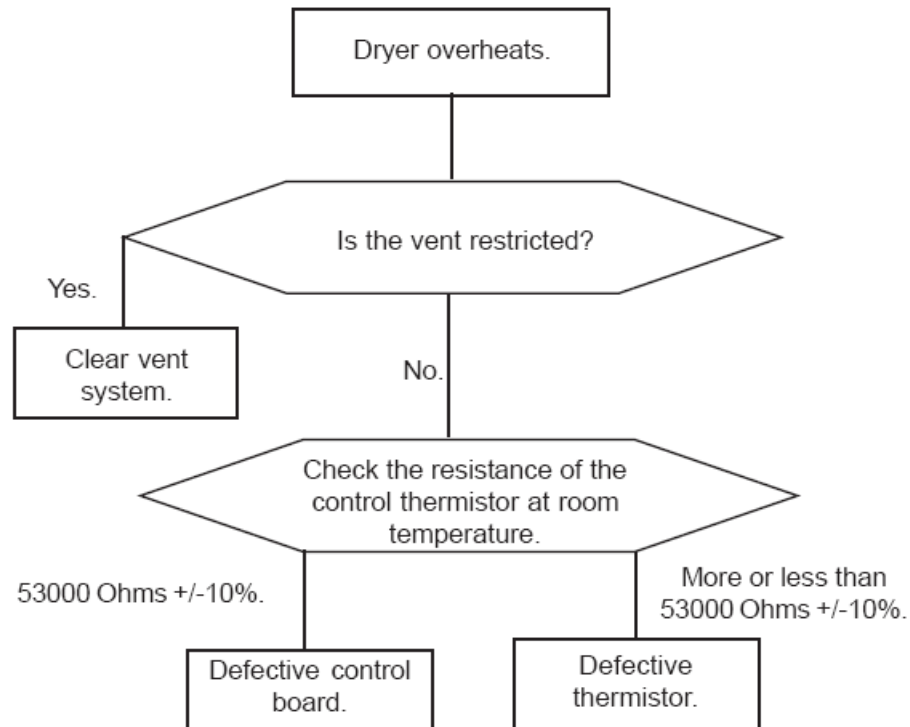 Dryer overheats.
Is the vent restricted?
Yes.
Clear vent
system.
No.
Check the resistance of the
control thermistor at room
temperature.
53000 Ohms +/-10%.
More or less than
53000 Ohms +/-10%.
Defective control
board.
Defective
thermistor.